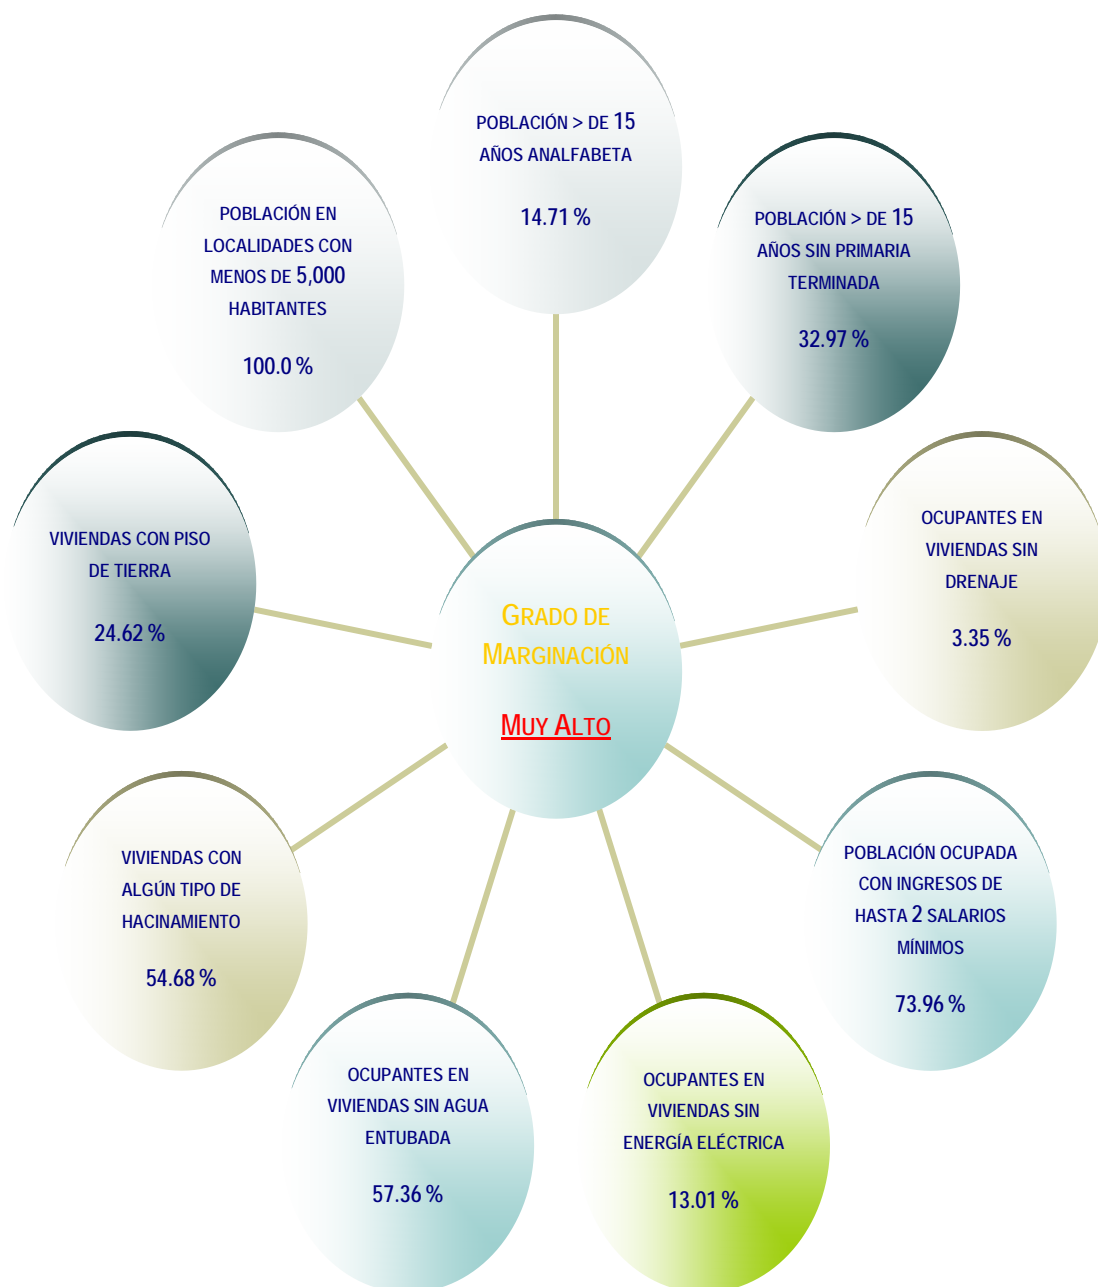 POBLACIÓN > DE 15
AÑOS ANALFABETA
14.71 %
POBLACIÓN > DE 15
AÑOS SIN PRIMARIA
TERMINADA
32.97 %
OCUPANTES EN
VIVIENDAS SIN
DRENAJE
3.35 %
POBLACIÓN OCUPADA
CON INGRESOS DE
HASTA 2 SALARIOS
MÍNIMOS
73.96 %
OCUPANTES EN
VIVIENDAS SIN
ENERGÍA ELÉCTRICA
13.01 %
OCUPANTES EN
VIVIENDAS SIN AGUA
ENTUBADA
57.36 %
VIVIENDAS CON
ALGÚN TIPO DE
HACINAMIENTO
54.68 %
VIVIENDAS CON PISO
DE TIERRA
24.62 %
POBLACIÓN EN
LOCALIDADES CON
MENOS DE 5,000
HABITANTES
100.0 %
GRADO DE
MARGINACIÓN
MUY ALTO